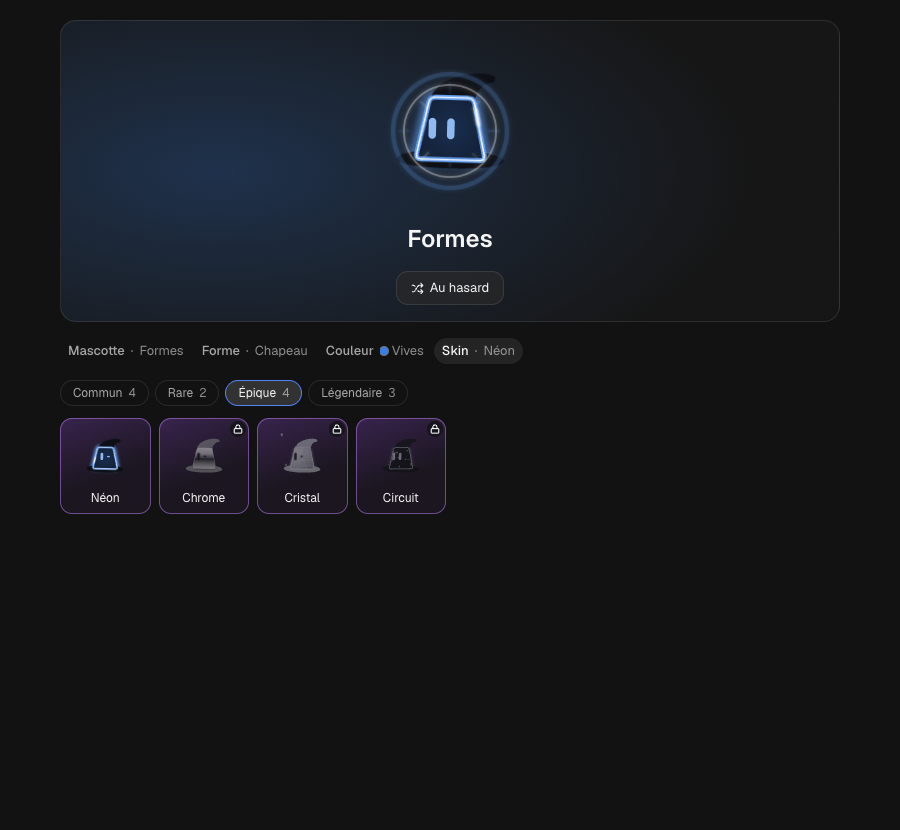 Formes
Au hasard
Mascotte · Formes Forme · Chapeau Couleur Vives Skin · Néon
Commun 4 Rare 2 Épique 4 Légendaire 3
Néon Chrome Cristal Circuit